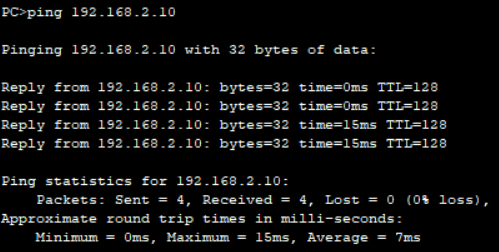 PC>ping 192.168.2.10
Pinging 192.168.2.10 with 32 bytes of data:
Reply from 192.168.2.10: bytes=32 time=0ms TTL=128
Reply from 192.168.2.10: bytes=32 time=0ms TTL=128
Reply from 192.168.2.10: bytes=32 time=15ms TTL=128
Reply from 192.168.2.10: bytes=32 time=15ms TTL=128
Ping statistics for 192.168.2.10:
Packets: Sent = 4, Received = 4, Lost = 0 (0% loss),
Approximate round trip times in milli-seconds:
Minimum = 0ms, Maximum = 15ms, Average = 7ms